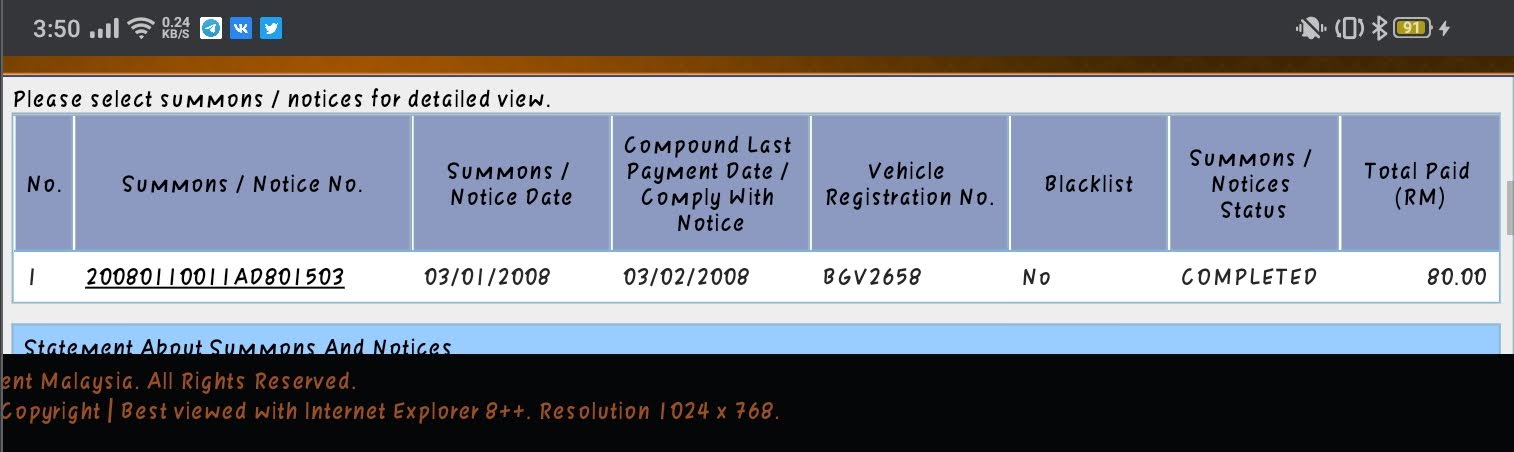 3:50 0.24 KB/S 91
Please select summons / notices for detailed view.
No.
Summons / Notice No.
Summons /
Notice Date
Compound Last
Payment Date /
Comply With
Notice
Vehicle
Registration No.
Blacklist
Summons /
Notices
Status
Total Paid
(RM)
1 20080110011AD801503 03/01/2008 03/02/2008 BGV2658 No COMPLETED 80.00
Statement About Summons And Notices
ent Malaysia. All Rights Reserved.
Copyright | Best viewed with Internet Explorer 8++. Resolution 1024 x 768.